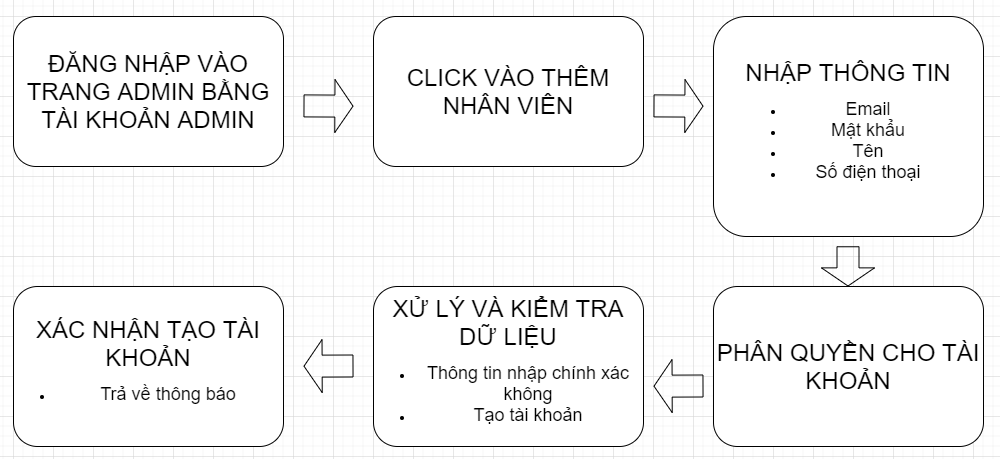 ĐĂNG NHẬP VÀO
TRANG ADMIN BẰNG
TÀI KHOẢN ADMIN
CLICK VÀO THÊM
NHÂN VIÊN
NHẬP THÔNG TIN
Email
Mật khẩu
Tên
Số điện thoại
PHÂN QUYỀN CHO TÀI
KHOẢN
XỬ LÝ VÀ KIỂM TRA
DỮ LIỆU
Thông tin nhập chính xác
không
Tạo tài khoản
XÁC NHẬN TẠO TÀI
KHOẢN
Trả về thông báo